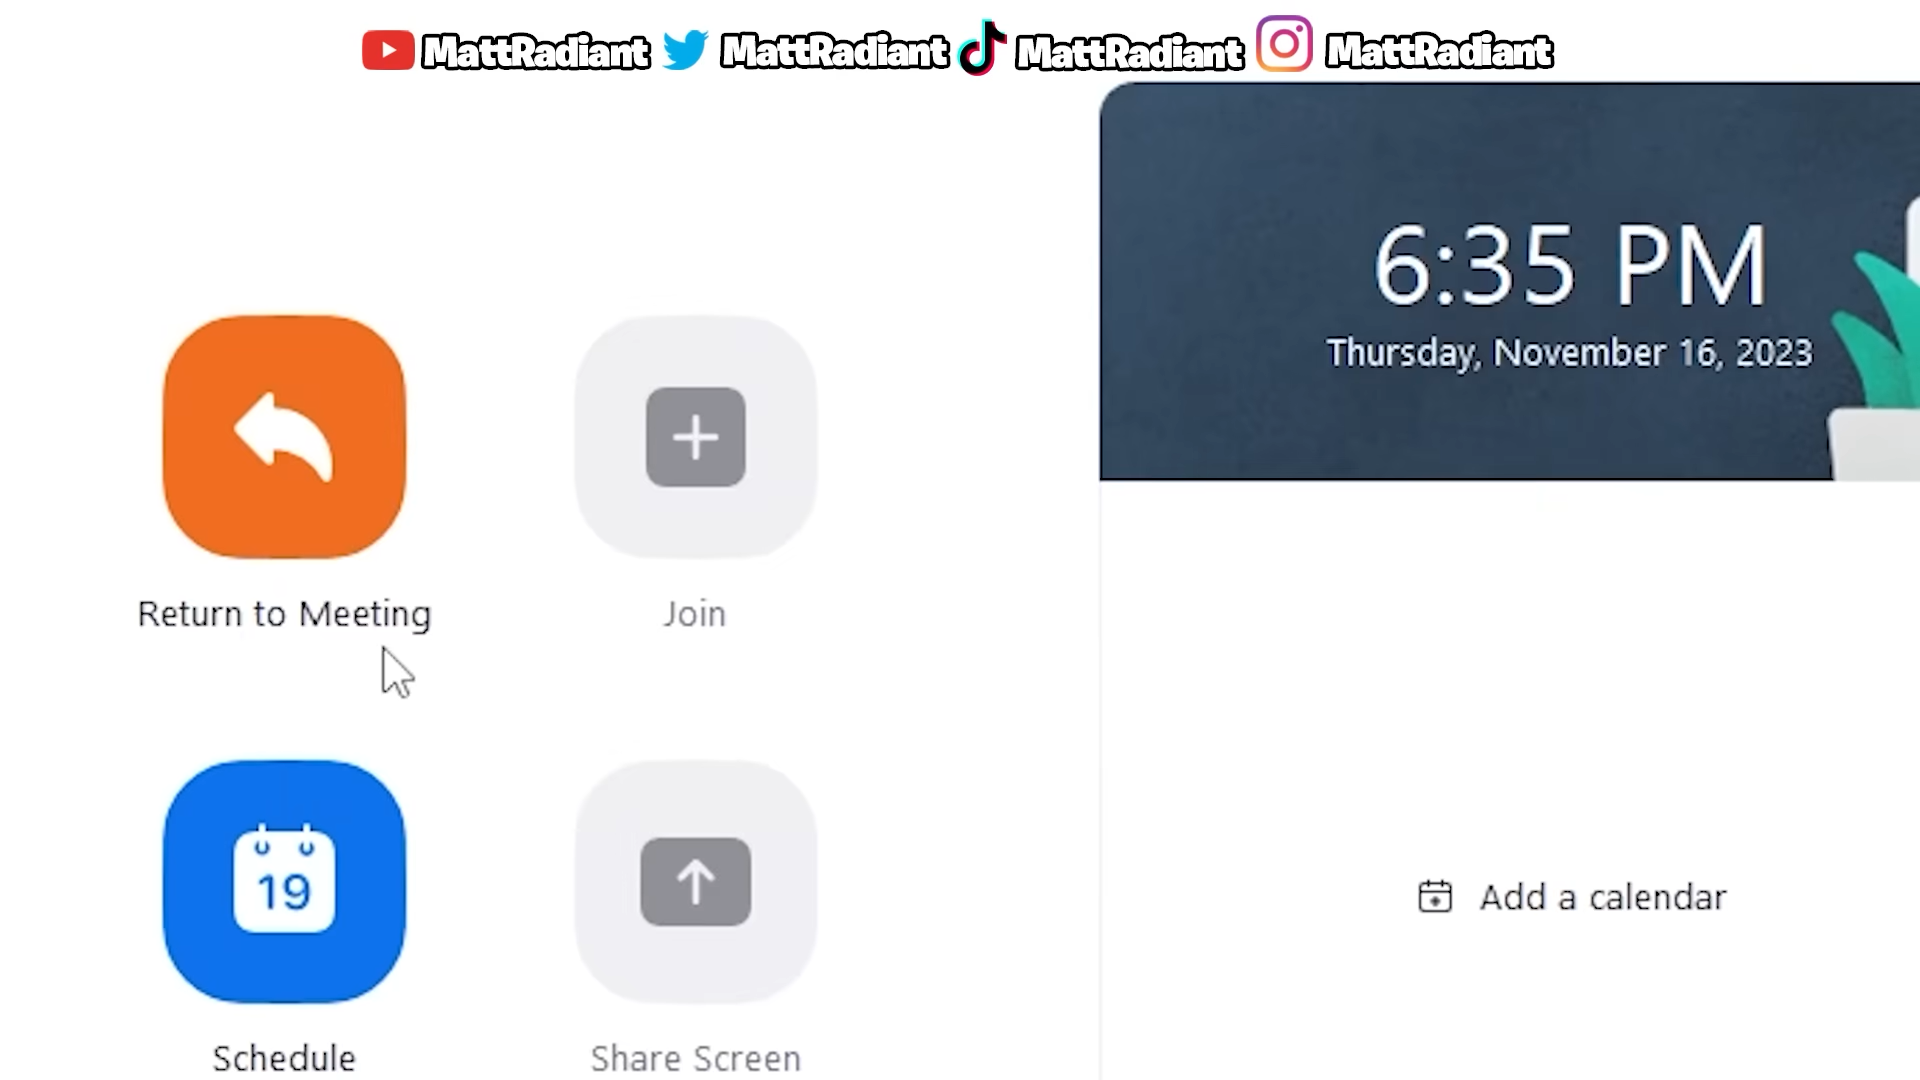 MattRadiant MattRadiant MattRadiant MattRadiant
6:35 PM
Thursday, November 16, 2023
Return to Meeting
Join
19
Schedule
Share Screen
Add a calendar